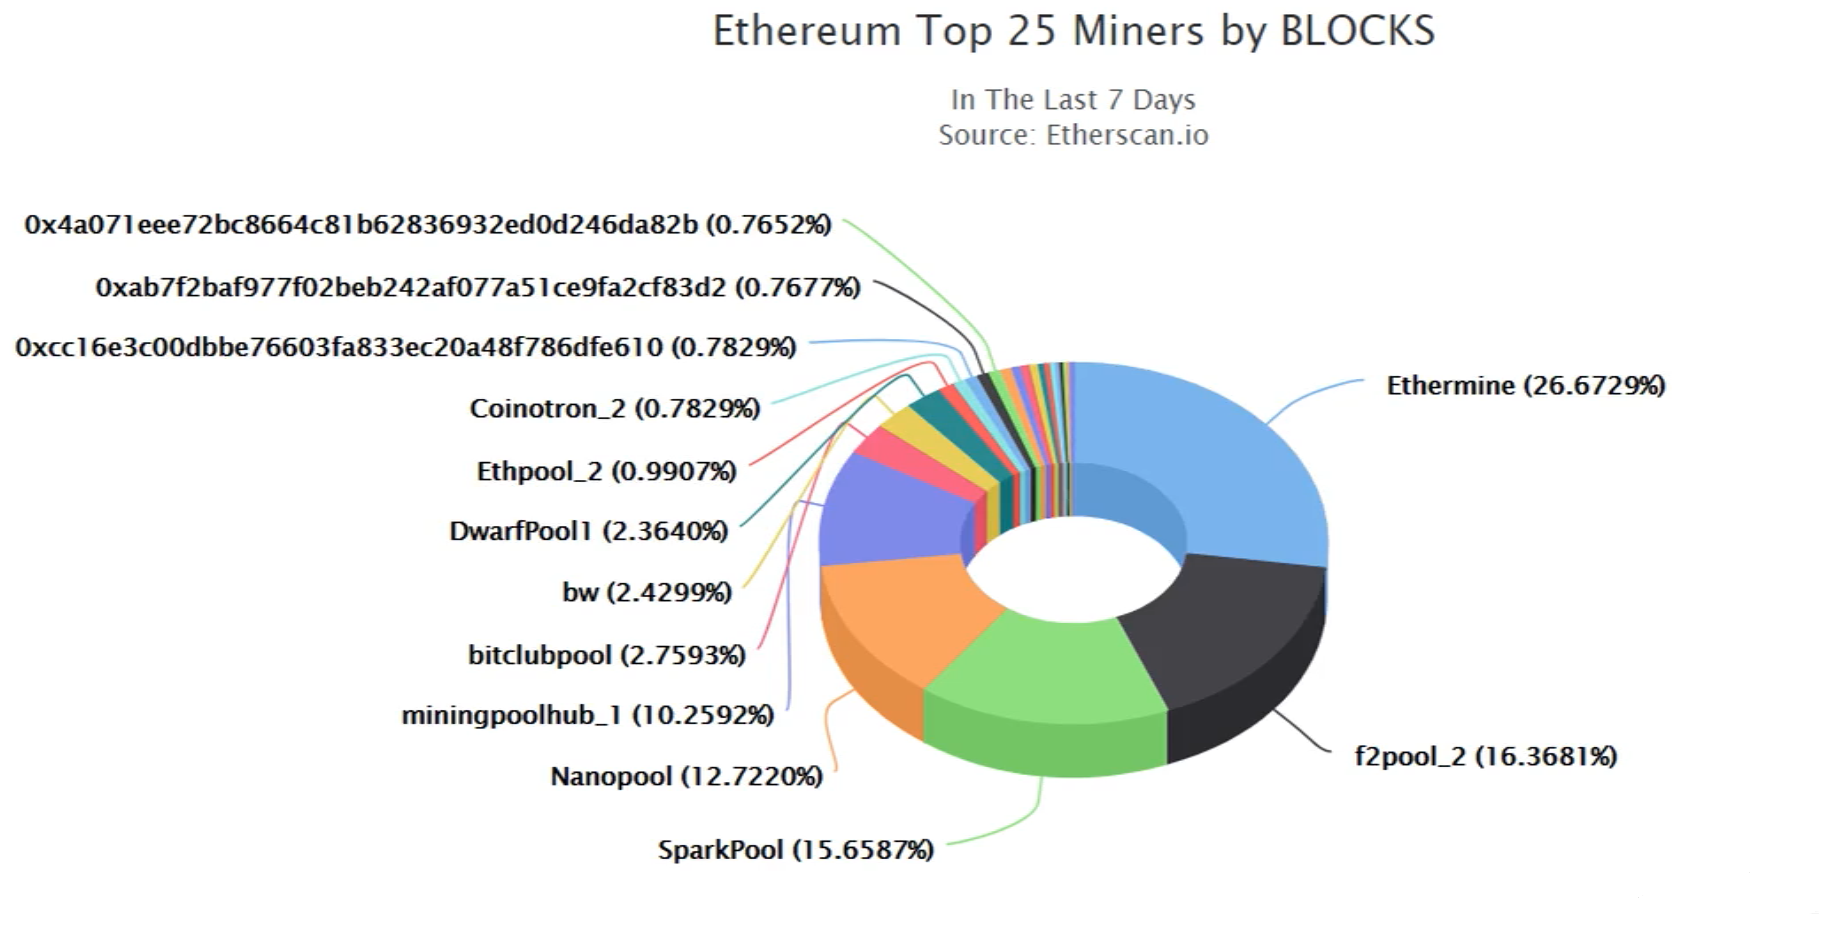 Ethereum Top 25 Miners by BLOCKS
In The Last 7 Days
Source: Etherscan.io
0x4a071eee72bc8664c81b62836932ed0d246da82b (0.7652%)
0xab7f2baf977f02beb242af077a51ce9fa2cf83d2 (0.7677%)
0xcc16e3c00dbbe76603fa833ec20a48f786dfe610 (0.7829%)
Coinotron_2 (0.7829%)
Ethpool_2 (0.9907%)
DwarfPool1 (2.3640%)
bw (2.4299%)
bitclubpool (2.7593%)
miningpoolhub_1 (10.2592%)
Nanopool (12.7220%)
SparkPool (15.6587%)
Ethermine (26.6729%)
f2pool_2 (16.3681%)